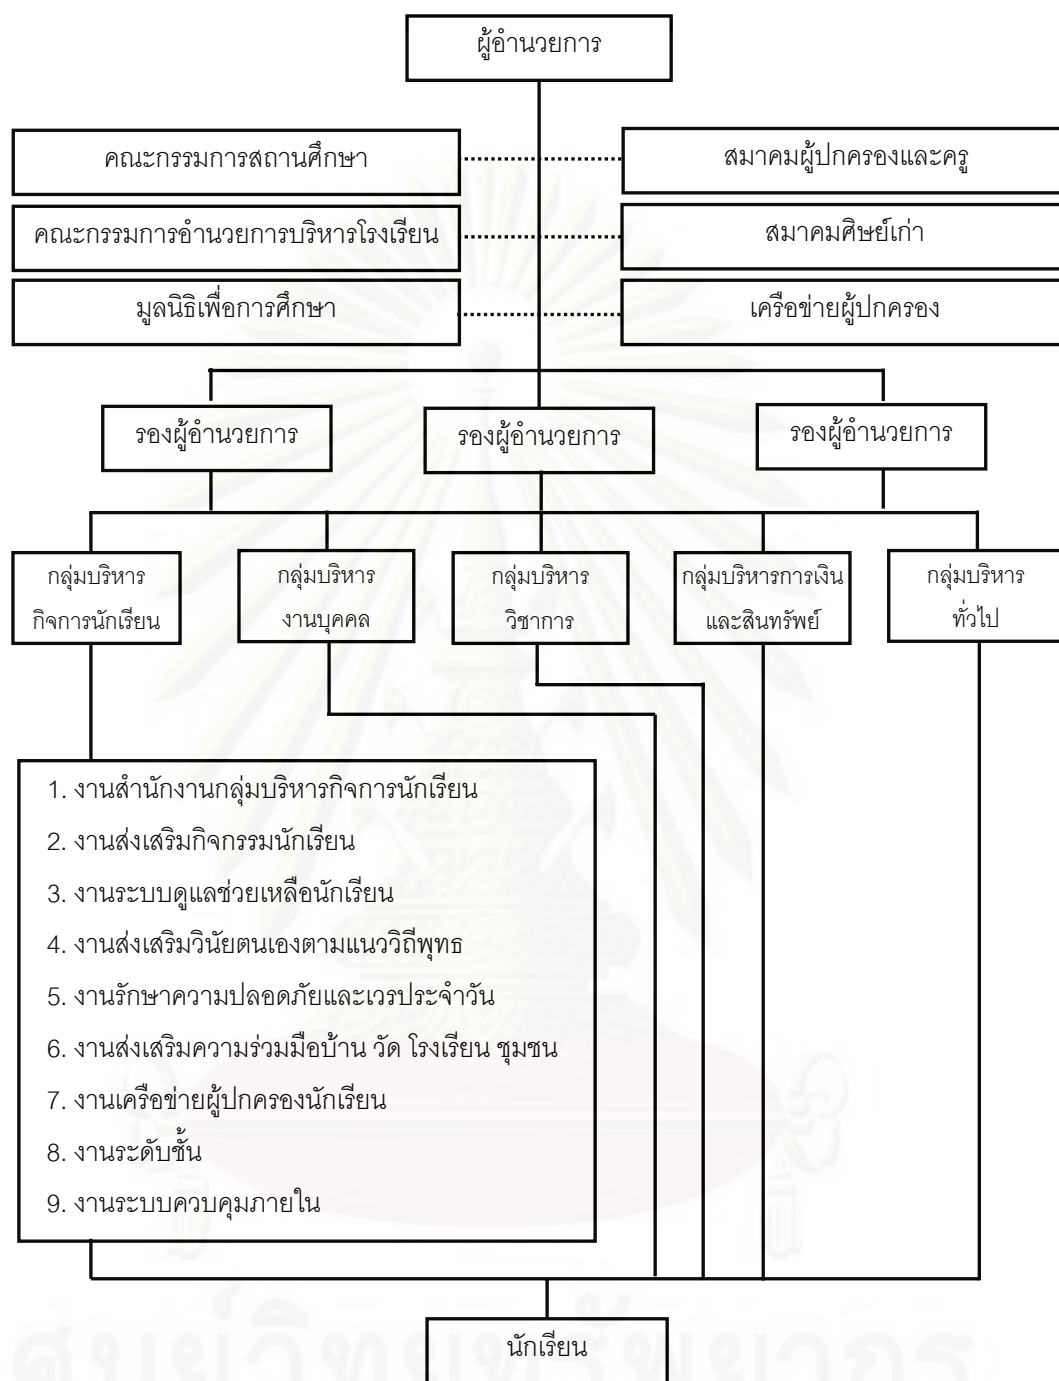 ผู้อำนวยการ
คณะกรรมการสถานศึกษา
สมาคมผู้ปกครองและครู
คณะกรรมการอำนวยการบริหารโรงเรียน
สมาคมศิษย์เก่า
มูลนิธิเพื่อการศึกษา
เครือข่ายผู้ปกครอง
รองผู้อำนวยการ
รองผู้อำนวยการ
รองผู้อำนวยการ
กลุ่มบริหาร
กิจการนักเรียน
กลุ่มบริหาร
งานบุคคล
กลุ่มบริหาร
วิชาการ
กลุ่มบริหารการเงิน
และสินทรัพย์
กลุ่มบริหาร
ทั่วไป
1. งานสำนักงานกลุ่มบริหารกิจการนักเรียน
2. งานส่งเสริมกิจกรรมนักเรียน
3. งานระบบดูแลช่วยเหลือนักเรียน
4. งานส่งเสริมวินัยตนเองตามแนววิถีพุทธ
5. งานรักษาความปลอดภัยและเวรประจำวัน
6. งานส่งเสริมความร่วมมือบ้าน วัด โรงเรียน ชุมชน
7. งานเครือข่ายผู้ปกครองนักเรียน
8. งานระดับชั้น
9. งานระบบควบคุมภายใน
นักเรียน
ศูนย์วิทยทรัพยากร